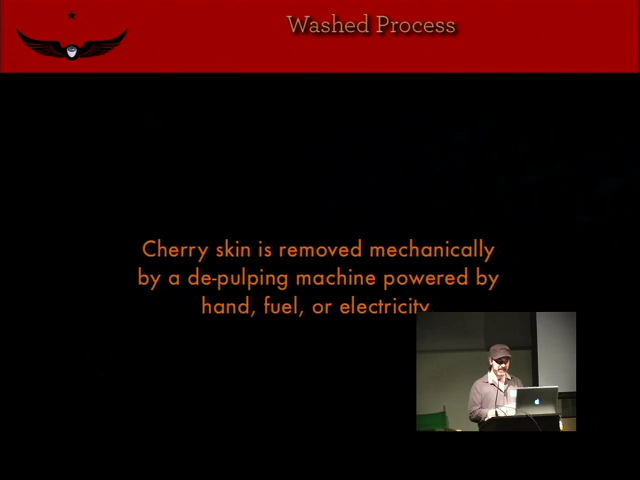 Washed Process
Cherry skin is removed mechanically
by a de-pulping machine powered by
hand, fuel, or electricity